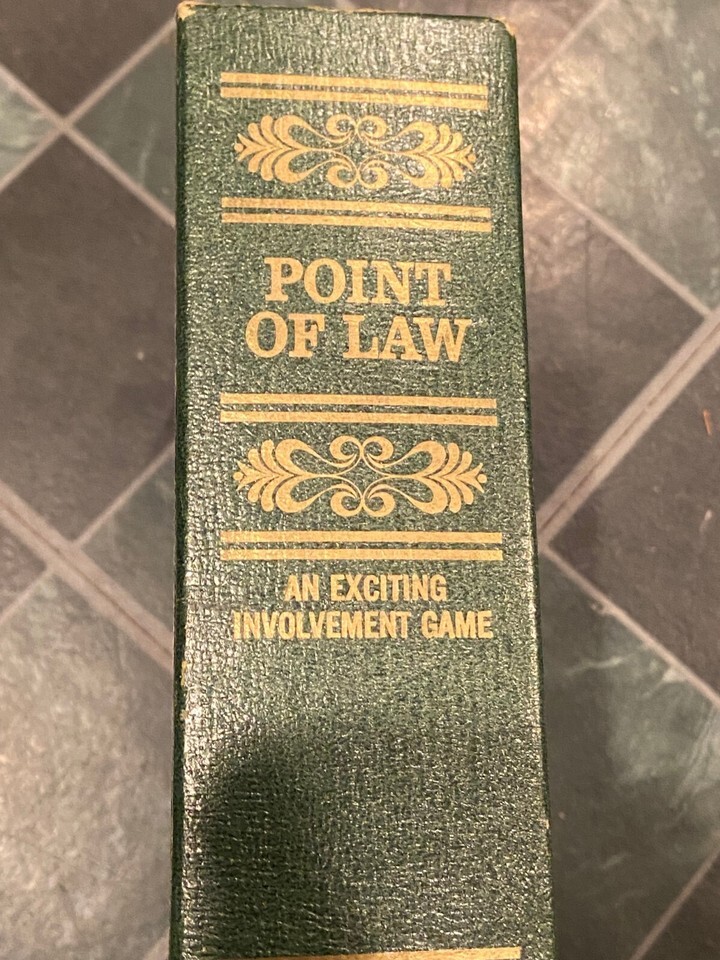 POINT
OF LAW
AN EXCITING
INVOLVEMENT GAME